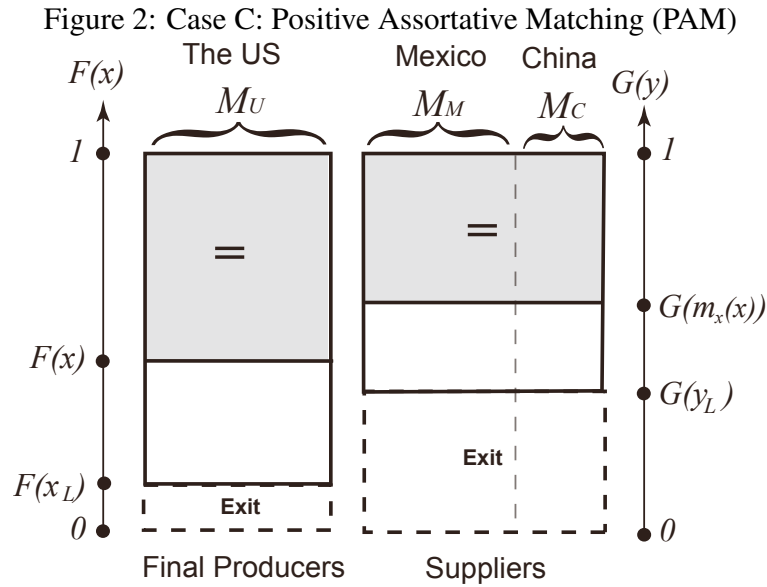 Figure 2: Case C: Positive Assortative Matching (PAM)
The US Mexico China
F(x) G(y)
M_U M_M M_C
1 1
= =
G(m_x(x))
F(x)
G(y_L)
Exit
F(x_L)
Exit
0 0
Final Producers Suppliers